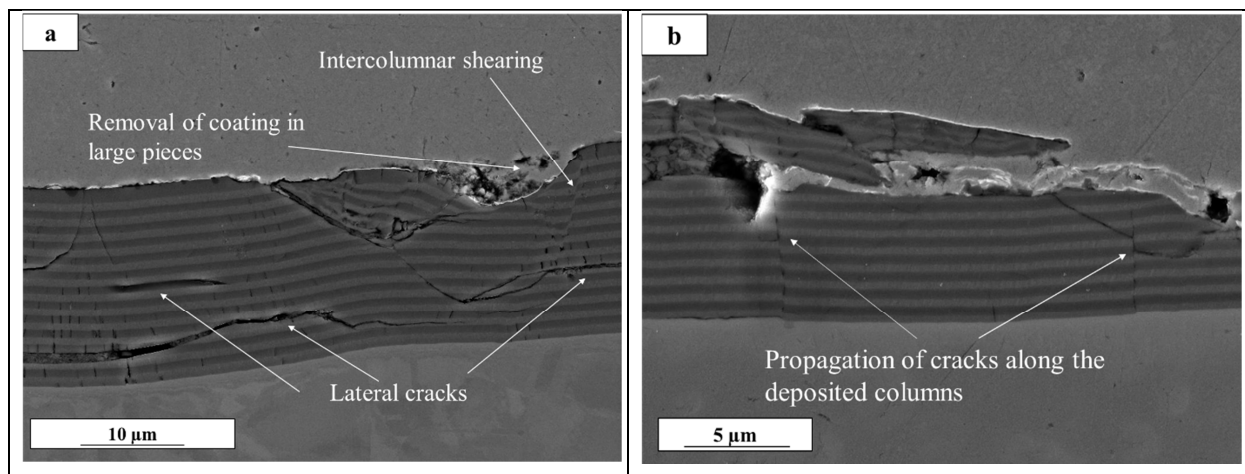 a
Intercolumnar shearing
Removal of coating in
large pieces
Lateral cracks
10 µm
b
Propagation of cracks along the
deposited columns
5 µm